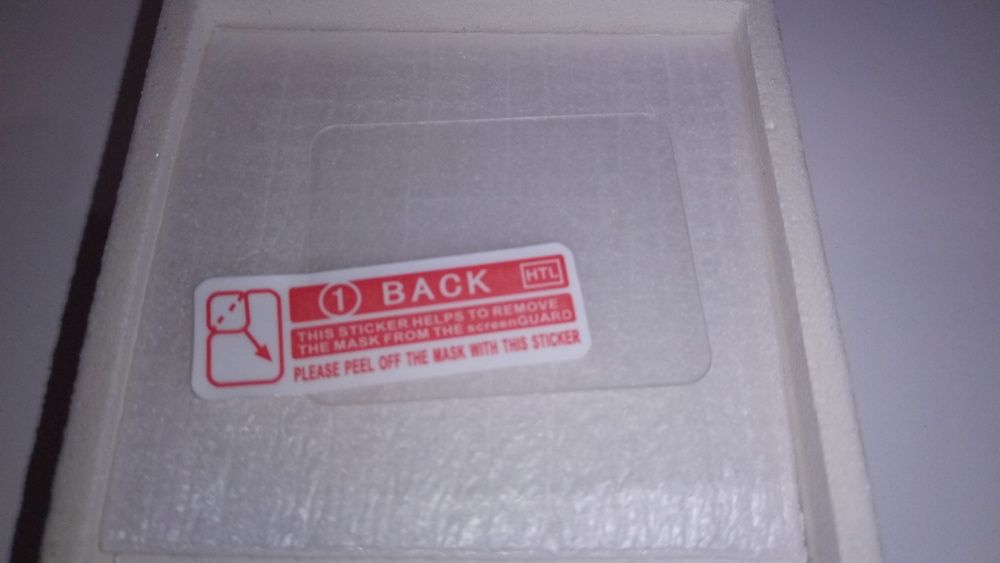 ① BACK HTL
THIS STICKER HELPS TO REMOVE
THE MASK FROM THE screenGUARD
PLEASE PEEL OFF THE MASK WITH THIS STICKER